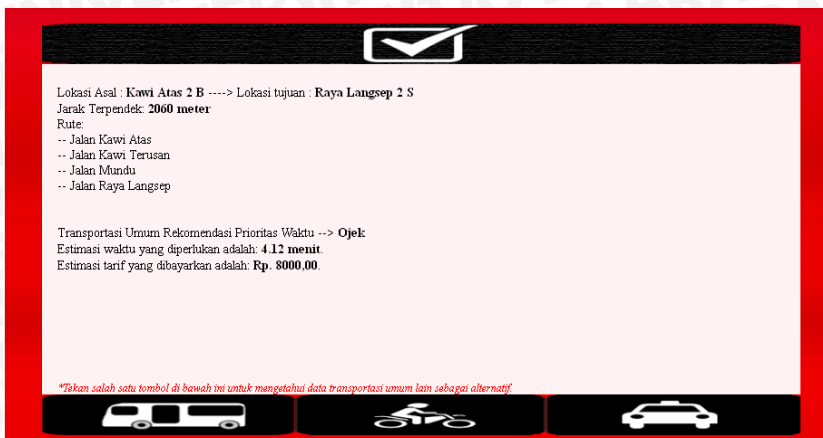 Lokasi Asal : Kawi Atas 2 B ----> Lokasi tujuan : Raya Langsep 2 S
Jarak Terpendek: 2060 meter
Rute:
-- Jalan Kawi Atas
-- Jalan Kawi Terusan
-- Jalan Mundu
-- Jalan Raya Langsep
Transportasi Umum Rekomendasi Prioritas Waktu --> Ojek
Estimasi waktu yang diperlukan adalah: 4.12 menit.
Estimasi tarif yang dibayarkan adalah: Rp. 8000,00.
*Tekan salah satu tombol di bawah ini untuk mengetahui data transportasi umum lain sebagai alternatif.